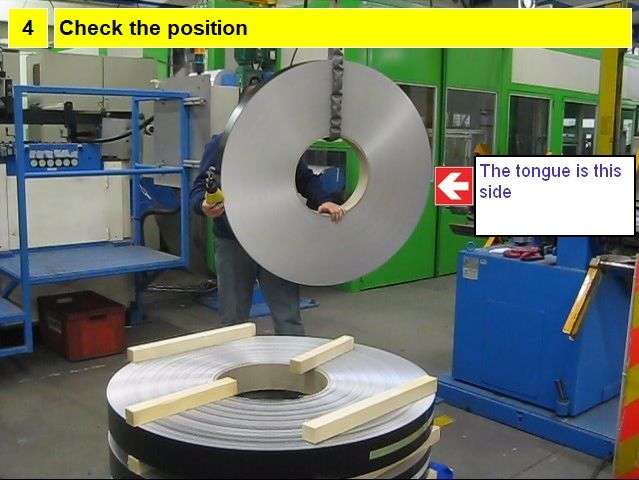 4 Check the position
The tongue is this
side